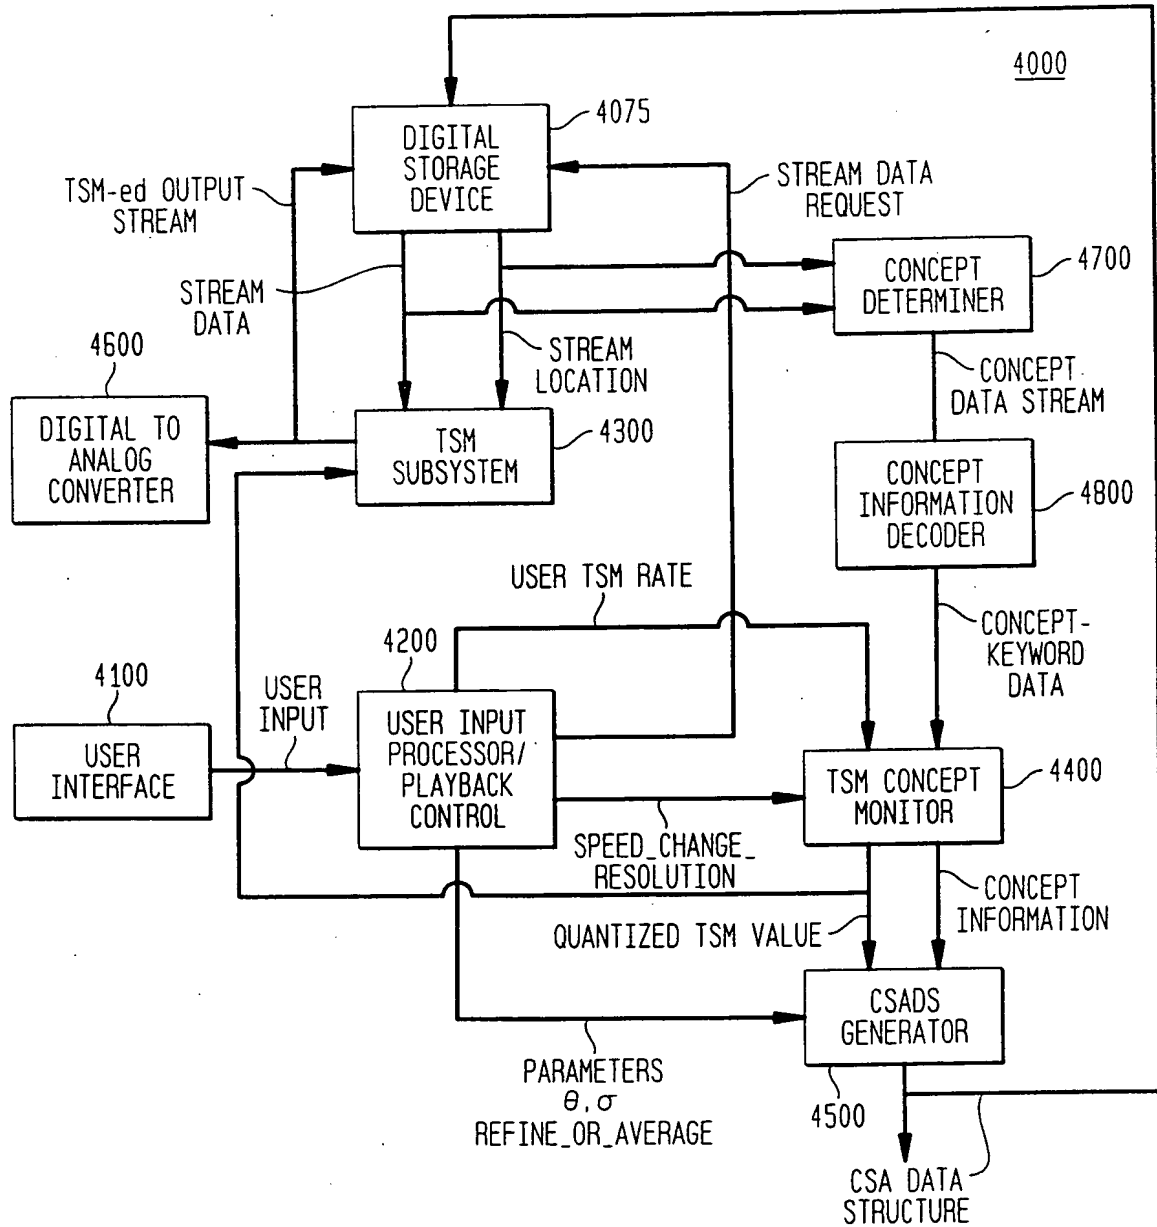 4000
DIGITAL
STORAGE
DEVICE
4075
TSM-ed OUTPUT
STREAM
STREAM DATA
REQUEST
STREAM
DATA
CONCEPT
DETERMINER
4700
STREAM
LOCATION
4600
DIGITAL TO
ANALOG
CONVERTER
TSM
SUBSYSTEM
4300
CONCEPT
DATA STREAM
CONCEPT
INFORMATION
DECODER
4800
USER TSM RATE
CONCEPT-
KEYWORD
DATA
4100
USER
INTERFACE
USER
INPUT
4200
USER INPUT
PROCESSOR/
PLAYBACK
CONTROL
TSM CONCEPT
MONITOR
4400
SPEED_CHANGE_
RESOLUTION
QUANTIZED TSM VALUE
CONCEPT
INFORMATION
CSADS
GENERATOR
4500
PARAMETERS
θ,σ
REFINE_OR_AVERAGE
CSA DATA
STRUCTURE